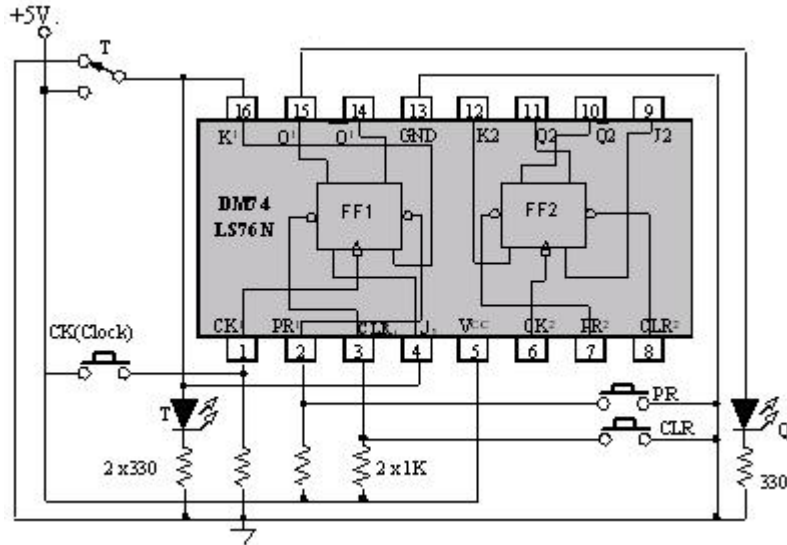 +5V
T
16 15 14 13 12 11 10 9
K¹ Q¹ Q¹ GND K2 Q2 Q2 J2
DM74
LS76N
FF1 FF2
CK¹ PR¹ CLR₁ J₁ VCC CK² PR² CLR²
1 2 3 4 5 6 7 8
CK(Clock)
PR
CLR
T
Q
2 x330
2 x1K
330